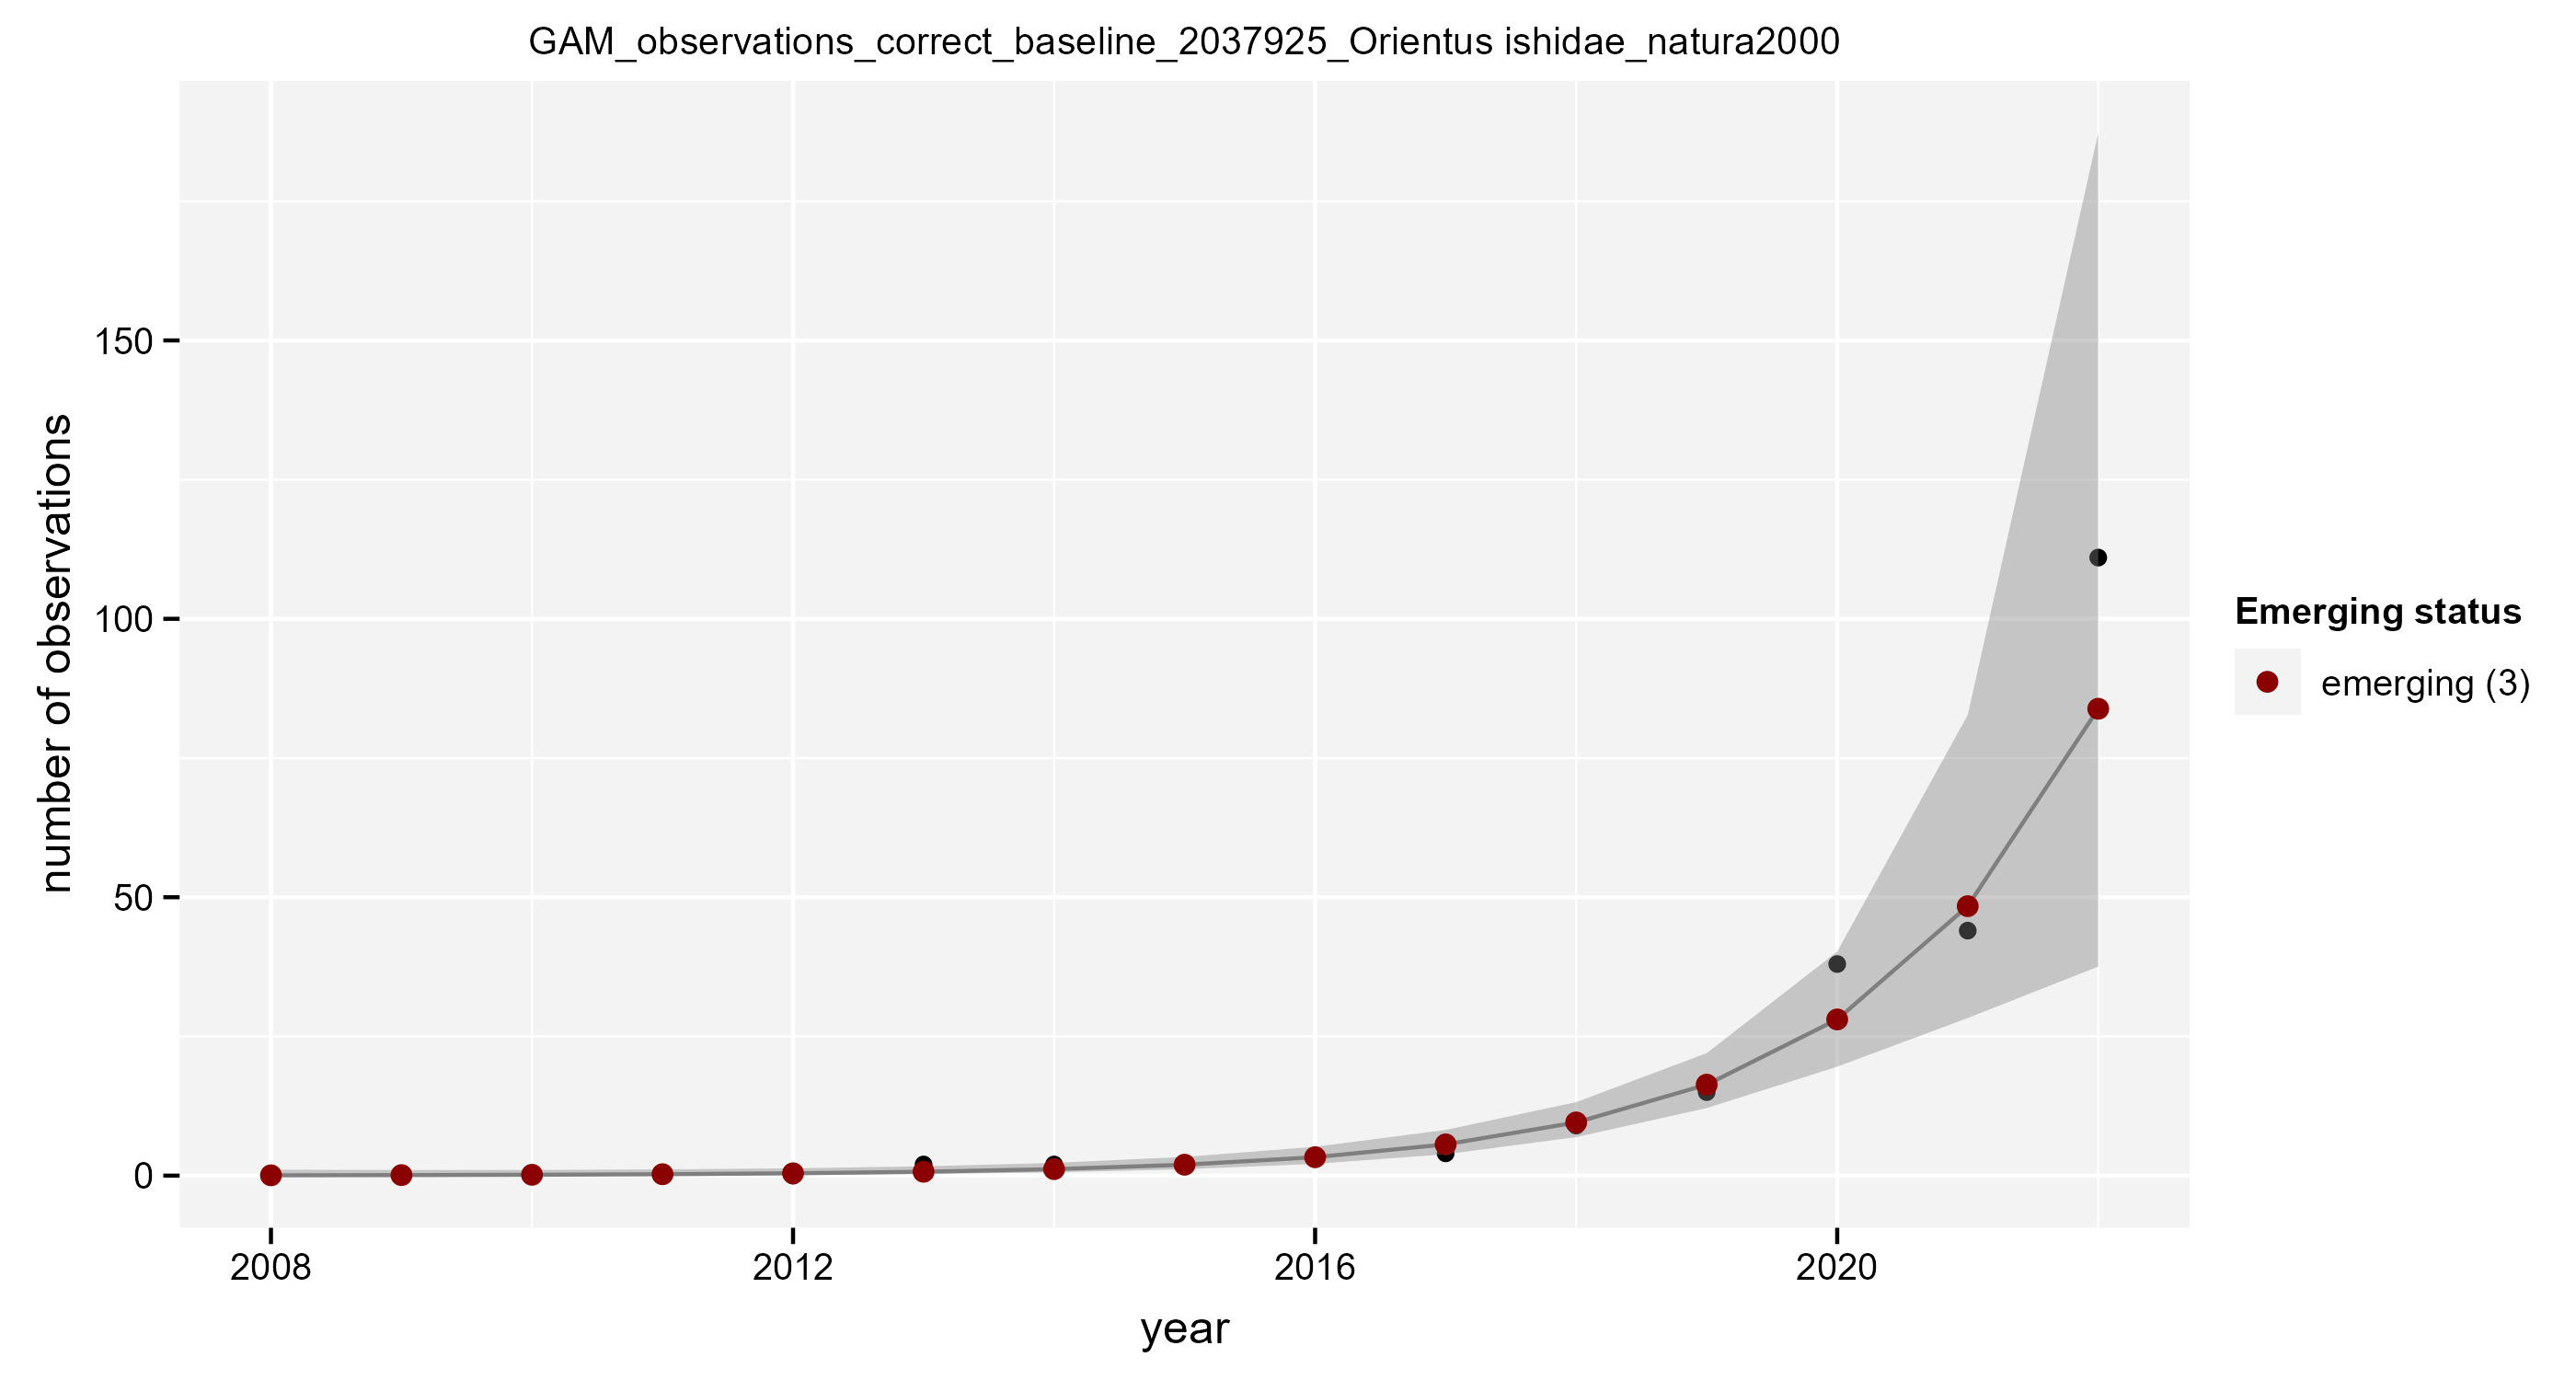 GAM_observations_correct_baseline_2037925_Orientus ishidae_natura2000
number of observations
150
100
50
0
2008
2012
2016
2020
year
Emerging status
emerging (3)